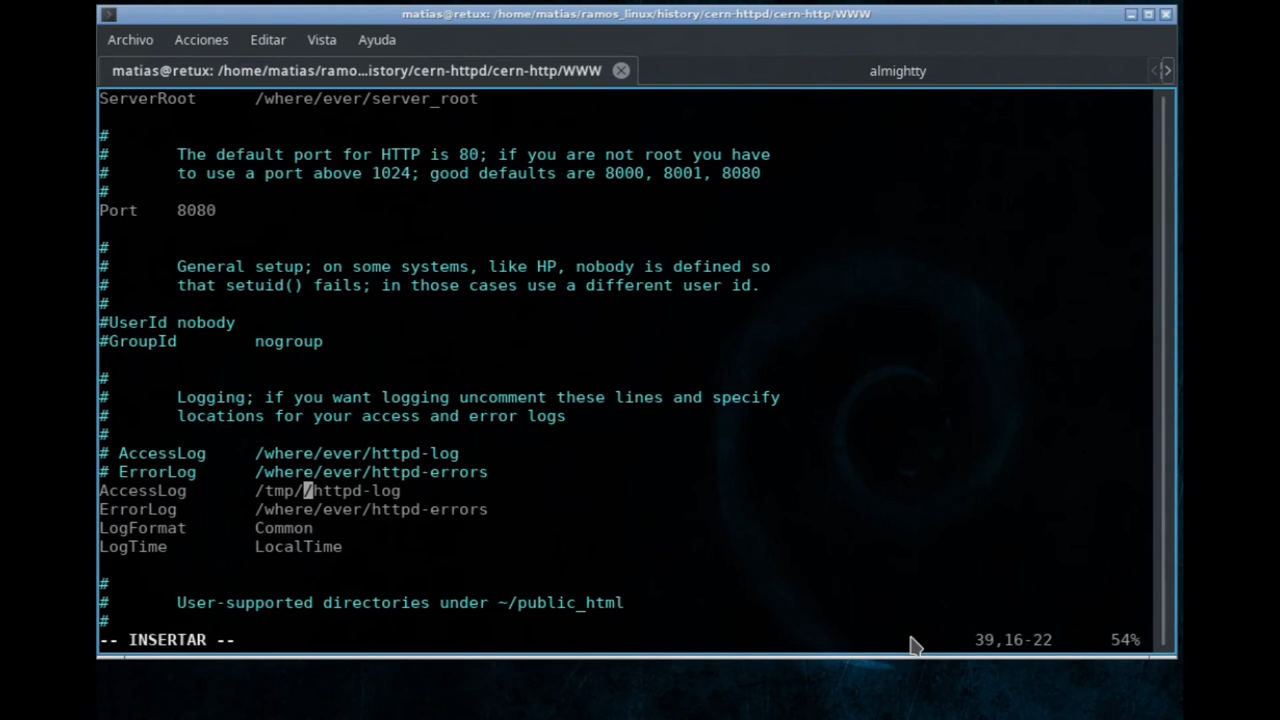 matias@retux: /home/matias/ramos_linux/history/cern-httpd/cern-http/WWW
Archivo Acciones Editar Vista Ayuda
matias@retux: /home/matias/ramo...istory/cern-httpd/cern-http/WWW almightty
ServerRoot /where/ever/server_root
#
# The default port for HTTP is 80; if you are not root you have
# to use a port above 1024; good defaults are 8000, 8001, 8080
#
Port 8080
#
# General setup; on some systems, like HP, nobody is defined so
# that setuid() fails; in those cases use a different user id.
#
#UserId nobody
#GroupId nogroup
#
# Logging; if you want logging uncomment these lines and specify
# locations for your access and error logs
#
# AccessLog /where/ever/httpd-log
# ErrorLog /where/ever/httpd-errors
AccessLog /tmp//httpd-log
ErrorLog /where/ever/httpd-errors
LogFormat Common
LogTime LocalTime
#
# User-supported directories under ~/public_html
#
-- INSERTAR -- 39,16-22 54%